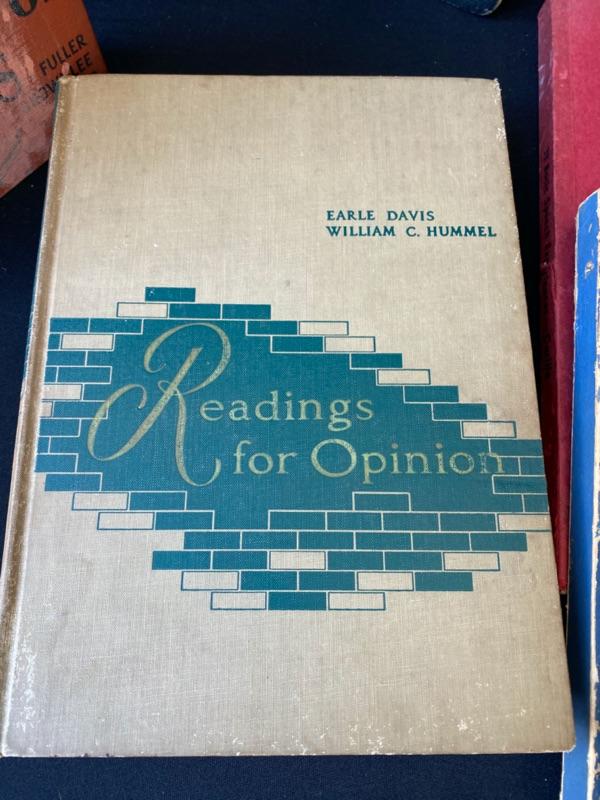 FULLER
EARLE DAVIS
WILLIAM C. HUMMEL
Readings
for Opinion